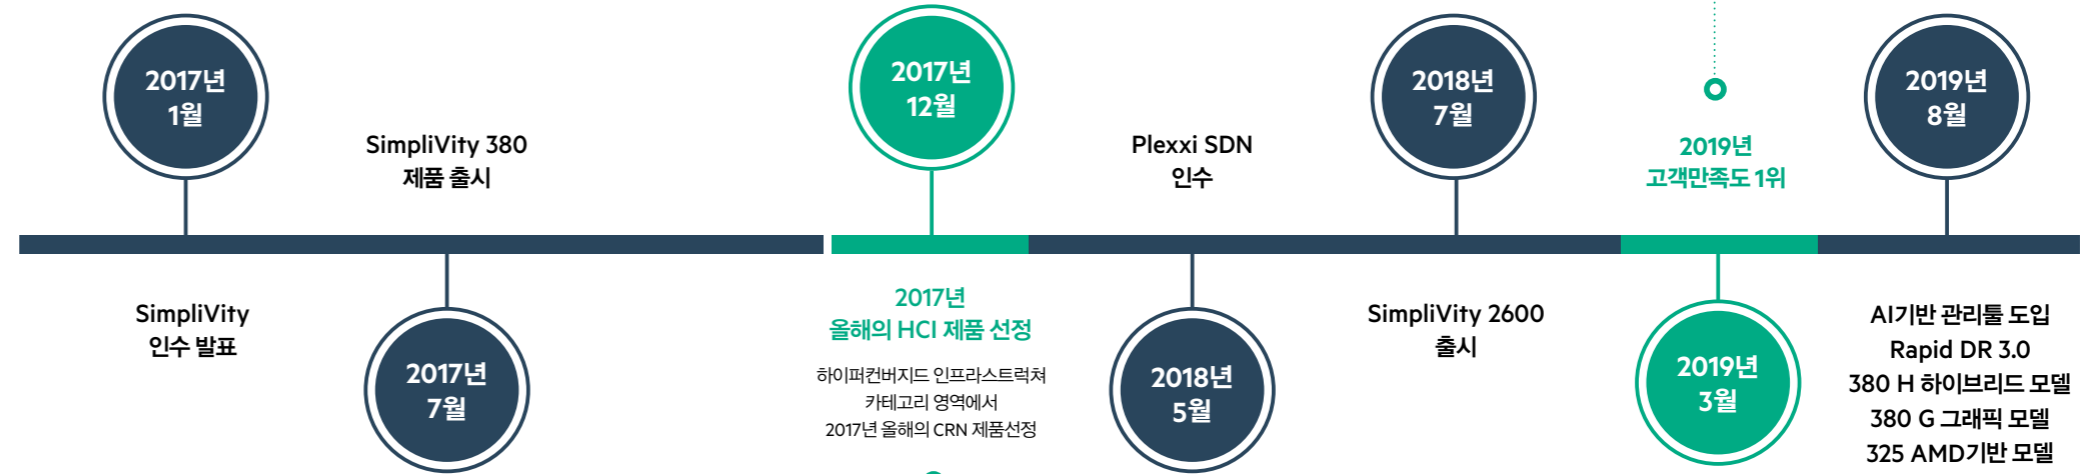 2017년
1월
SimpliVity
인수 발표
SimpliVity 380
제품 출시
2017년
7월
2017년
12월
2017년
올해의 HCI 제품 선정
하이퍼컨버지드 인프라스트럭쳐
카테고리 영역에서
2017년 올해의 CRN 제품선정
Plexxi SDN
인수
2018년
5월
2018년
7월
SimpliVity 2600
출시
2019년
고객만족도 1위
2019년
3월
2019년
8월
AI기반 관리툴 도입
Rapid DR 3.0
380 H 하이브리드 모델
380 G 그래픽 모델
325 AMD기반 모델